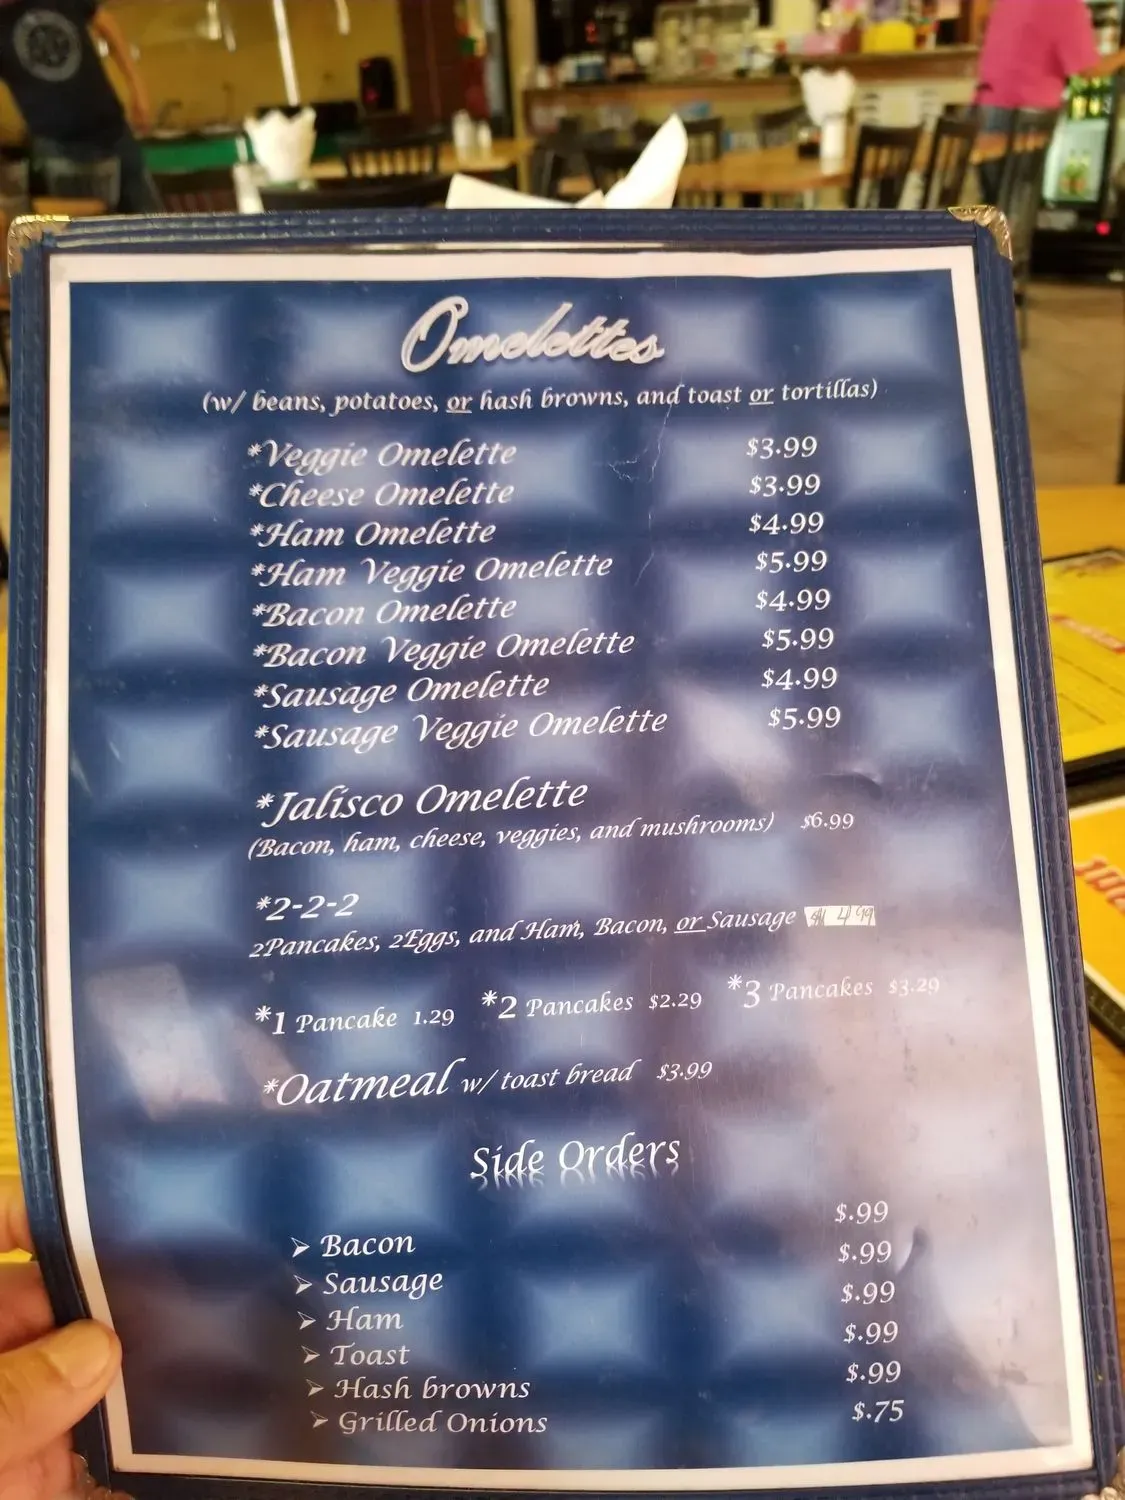 Omelettes
(w/ beans, potatoes, or hash browns, and toast or tortillas)
*Veggie Omelette $3.99
*Cheese Omelette $3.99
*Ham Omelette $4.99
*Ham Veggie Omelette $5.99
*Bacon Omelette $4.99
*Bacon Veggie Omelette $5.99
*Sausage Omelette $4.99
*Sausage Veggie Omelette $5.99
*Jalisco Omelette
(Bacon, ham, cheese, veggies, and mushrooms) $6.99
*2-2-2
2Pancakes, 2Eggs, and Ham, Bacon, or Sausage 4.99
*1 Pancake 1.29 *2 Pancakes $2.29 *3 Pancakes $3.29
*Oatmeal w/ toast bread $3.99
Side Orders
➢ Bacon $.99
➢ Sausage $.99
➢ Ham $.99
➢ Toast $.99
➢ Hash browns $.99
➢ Grilled Onions $.75